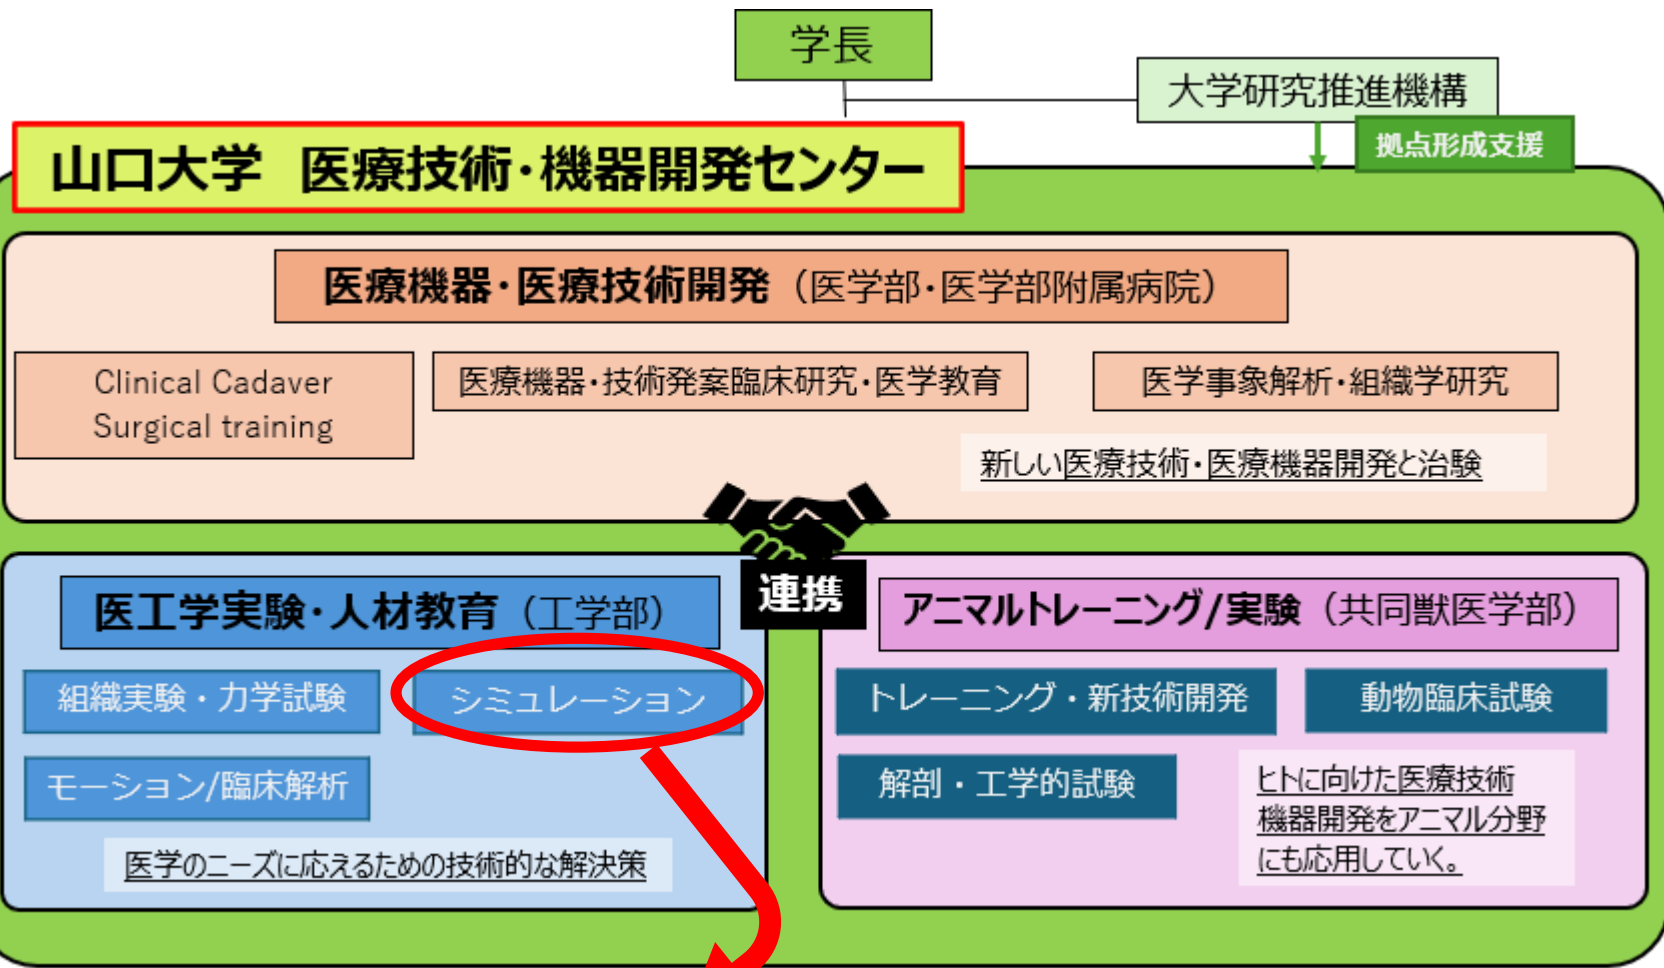 学長
大学研究推進機構
拠点形成支援
山口大学 医療技術・機器開発センター
医療機器・医療技術開発（医学部・医学部附属病院）
Clinical Cadaver
Surgical training
医療機器・技術発案臨床研究・医学教育
医学事象解析・組織学研究
新しい医療技術・医療機器開発と治験
連携
医工学実験・人材教育（工学部）
組織実験・力学試験
シミュレーション
モーション/臨床解析
医学のニーズに応えるための技術的な解決策
アニマルトレーニング/実験（共同獣医学部）
トレーニング・新技術開発
動物臨床試験
解剖・工学的試験
ヒトに向けた医療技術
機器開発をアニマル分野
にも応用していく。